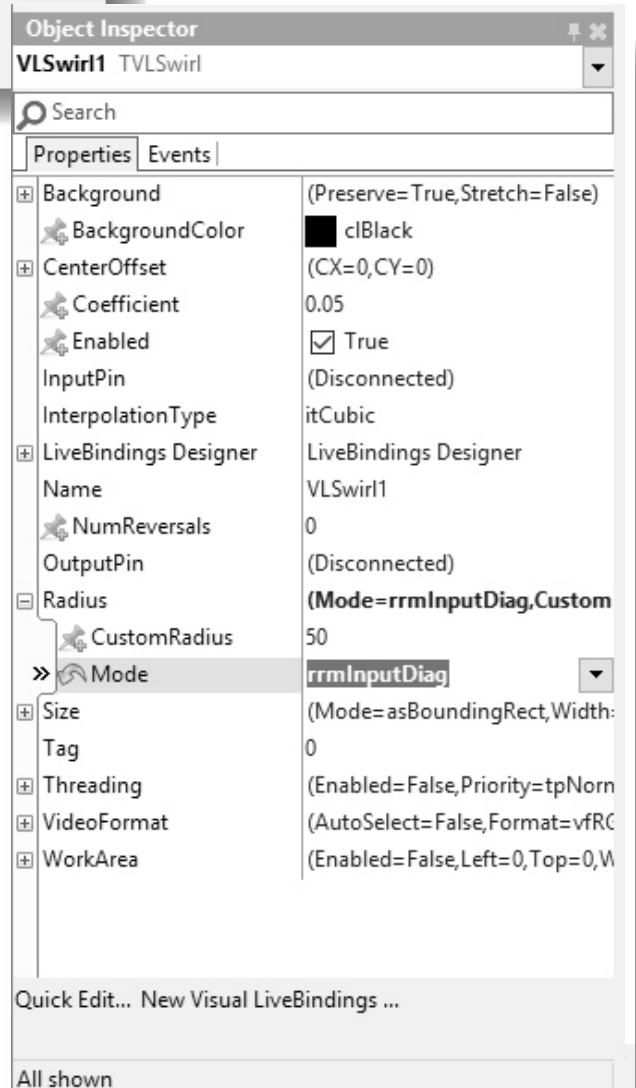 Object Inspector
VLSwirl1 TVLSwirl
Search
Properties Events
Background (Preserve=True,Stretch=False)
BackgroundColor clBlack
CenterOffset (CX=0,CY=0)
Coefficient 0.05
Enabled True
InputPin (Disconnected)
InterpolationType itCubic
LiveBindings Designer LiveBindings Designer
Name VLSwirl1
NumReversals 0
OutputPin (Disconnected)
Radius (Mode=rrmInputDiag,Custom
CustomRadius 50
» Mode rrmInputDiag
Size (Mode=asBoundingRect,Width=
Tag 0
Threading (Enabled=False,Priority=tpNorn
VideoFormat (AutoSelect=False,Format=vfRG
WorkArea (Enabled=False,Left=0,Top=0,W
Quick Edit... New Visual LiveBindings ...
All shown